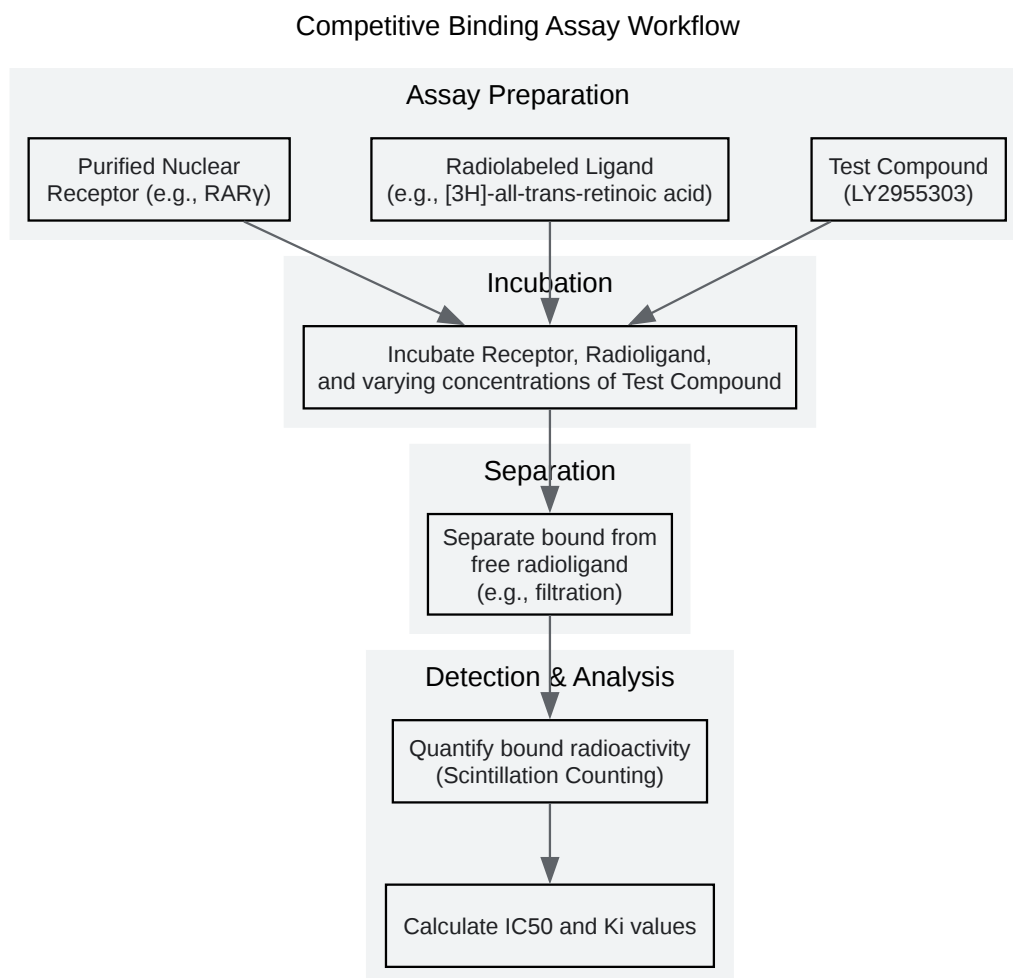 Competitive Binding Assay Workflow
Assay Preparation
Purified Nuclear
Receptor (e.g., RARγ)
Radiolabeled Ligand
(e.g., [3H]-all-trans-retinoic acid)
Test Compound
(LY2955303)
Incubation
Incubate Receptor, Radioligand,
and varying concentrations of Test Compound
Separation
Separate bound from
free radioligand
(e.g., filtration)
Detection & Analysis
Quantify bound radioactivity
(Scintillation Counting)
Calculate IC50 and Ki values